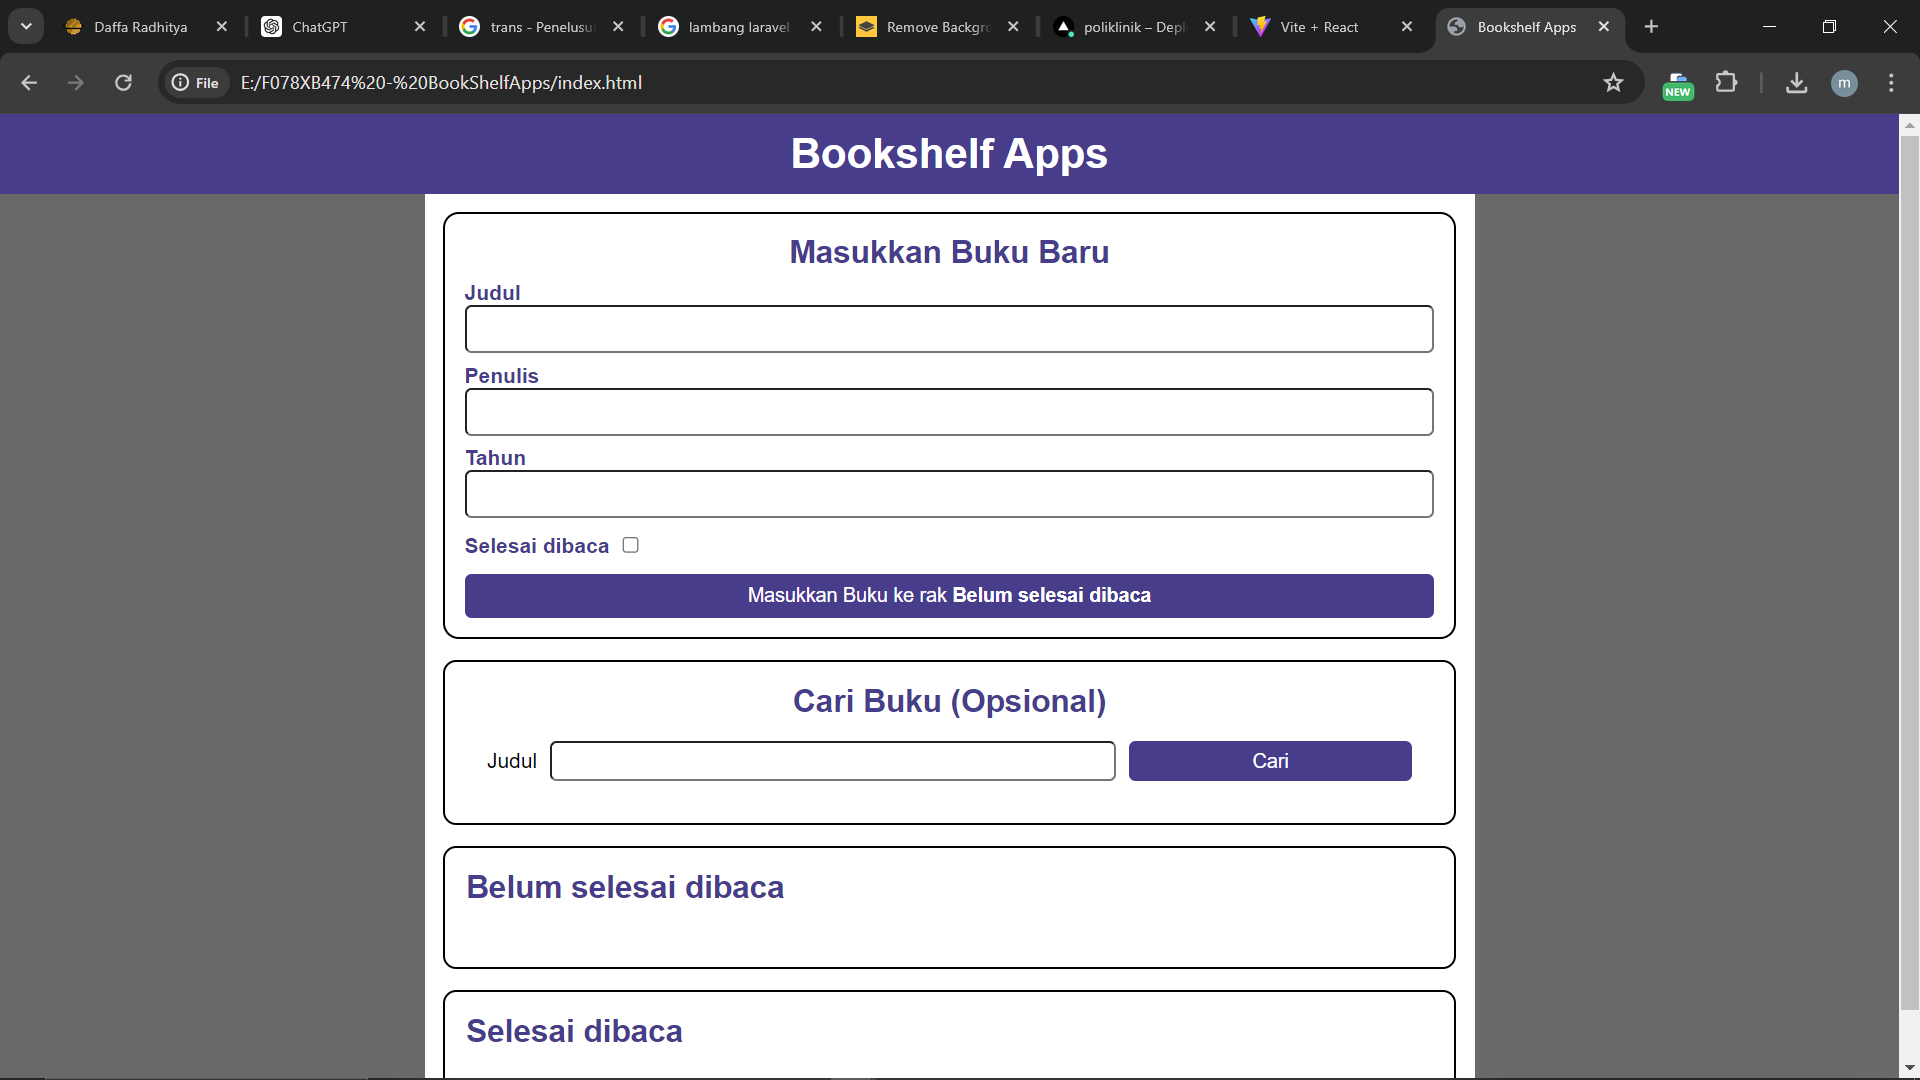 Daffa Radhitya
ChatGPT
trans - Penelusu
lambang laravel
Remove Backgro
poliklinik – Depl
Vite + React
Bookshelf Apps
File
E:/F078XB474%20-%20BookShelfApps/index.html
NEW
m
Bookshelf Apps
Masukkan Buku Baru
Judul
Penulis
Tahun
Selesai dibaca
Masukkan Buku ke rak Belum selesai dibaca
Cari Buku (Opsional)
Judul
Cari
Belum selesai dibaca
Selesai dibaca